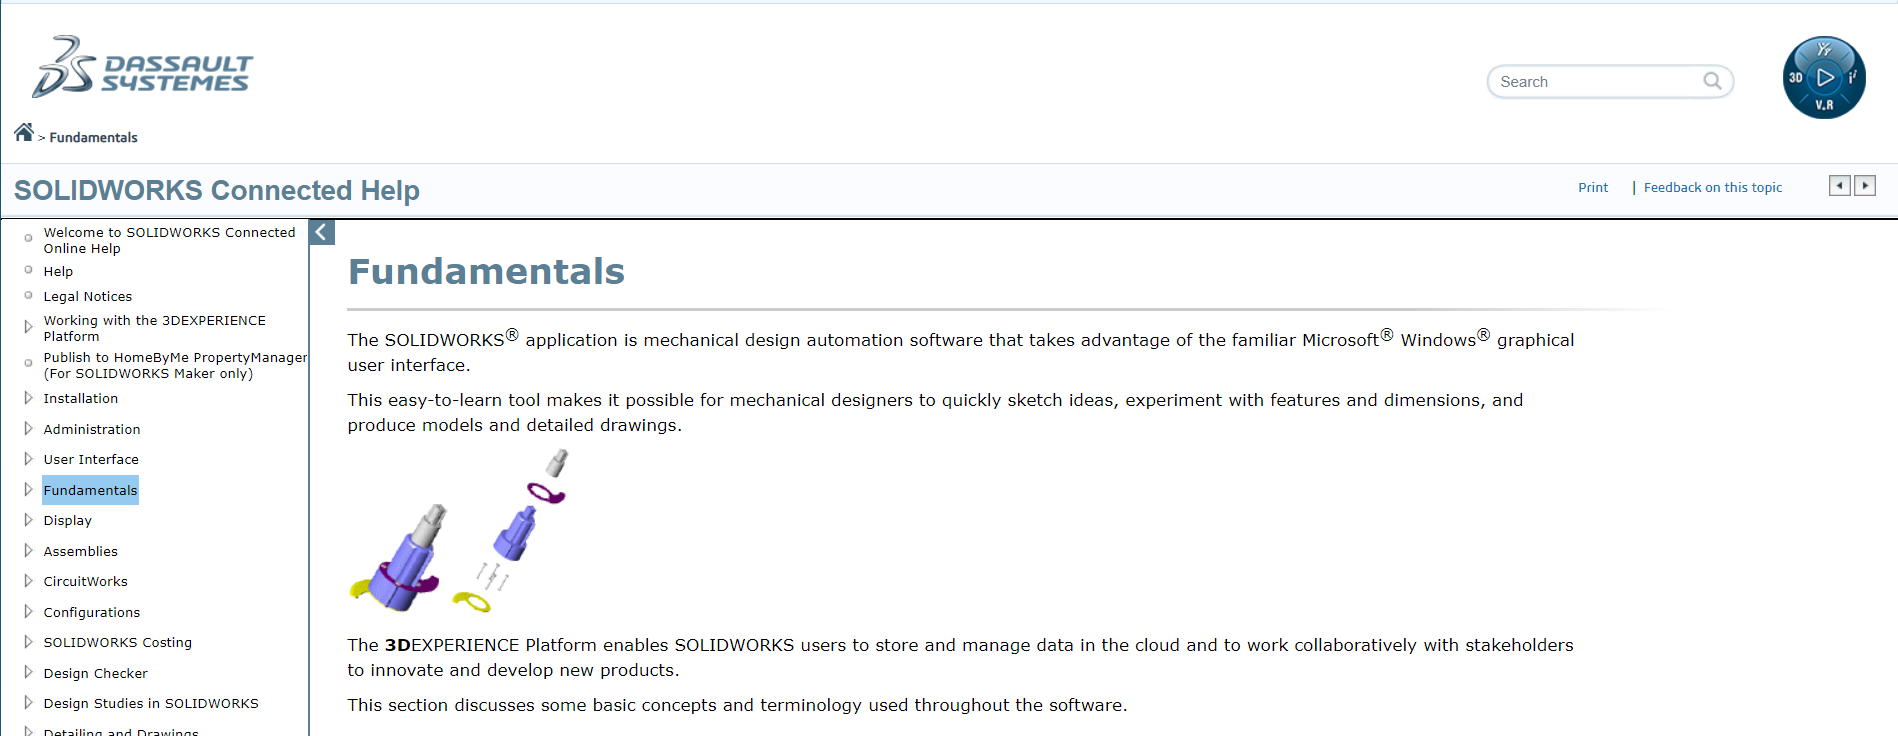 DASSAULT
SYSTEMES
Search
3D
V.R
> Fundamentals
SOLIDWORKS Connected Help
Print | Feedback on this topic
Welcome to SOLIDWORKS Connected
Online Help
Help
Legal Notices
Working with the 3DEXPERIENCE
Platform
Publish to HomeByMe PropertyManager
(For SOLIDWORKS Maker only)
Installation
Administration
User Interface
Fundamentals
Display
Assemblies
CircuitWorks
Configurations
SOLIDWORKS Costing
Design Checker
Design Studies in SOLIDWORKS
Detailing and Drawings
Fundamentals
The SOLIDWORKS® application is mechanical design automation software that takes advantage of the familiar Microsoft® Windows® graphical
user interface.
This easy-to-learn tool makes it possible for mechanical designers to quickly sketch ideas, experiment with features and dimensions, and
produce models and detailed drawings.
The 3DEXPERIENCE Platform enables SOLIDWORKS users to store and manage data in the cloud and to work collaboratively with stakeholders
to innovate and develop new products.
This section discusses some basic concepts and terminology used throughout the software.